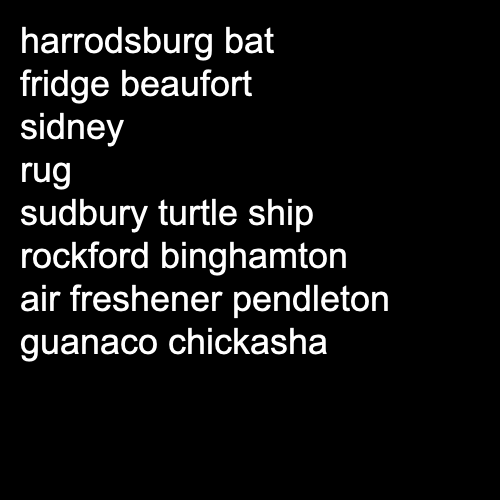 harrodsburg bat
fridge beaufort
sidney
rug
sudbury turtle ship
rockford binghamton
air freshener pendleton
guanaco chickasha